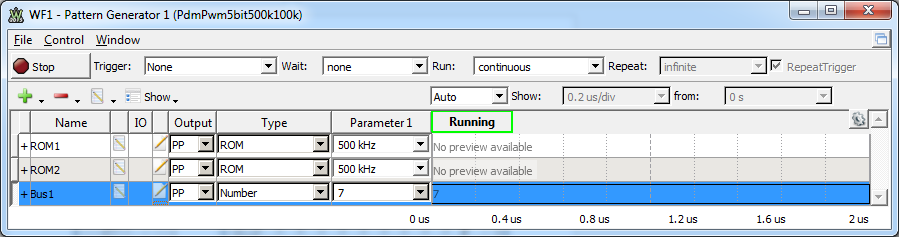 WF1 - Pattern Generator 1 (PdmPwm5bit500k100k)
File Control Window
Stop Trigger: None Wait: none Run: continuous Repeat: infinite RepeatTrigger
Show Auto Show: 0.2 us/div from: 0 s
Name IO Output Type Parameter1 Running
+ROM1 PP ROM 500 kHz No preview available
+ROM2 PP ROM 500 kHz No preview available
+Bus1 PP Number 7 7
0 us 0.4 us 0.8 us 1.2 us 1.6 us 2 us